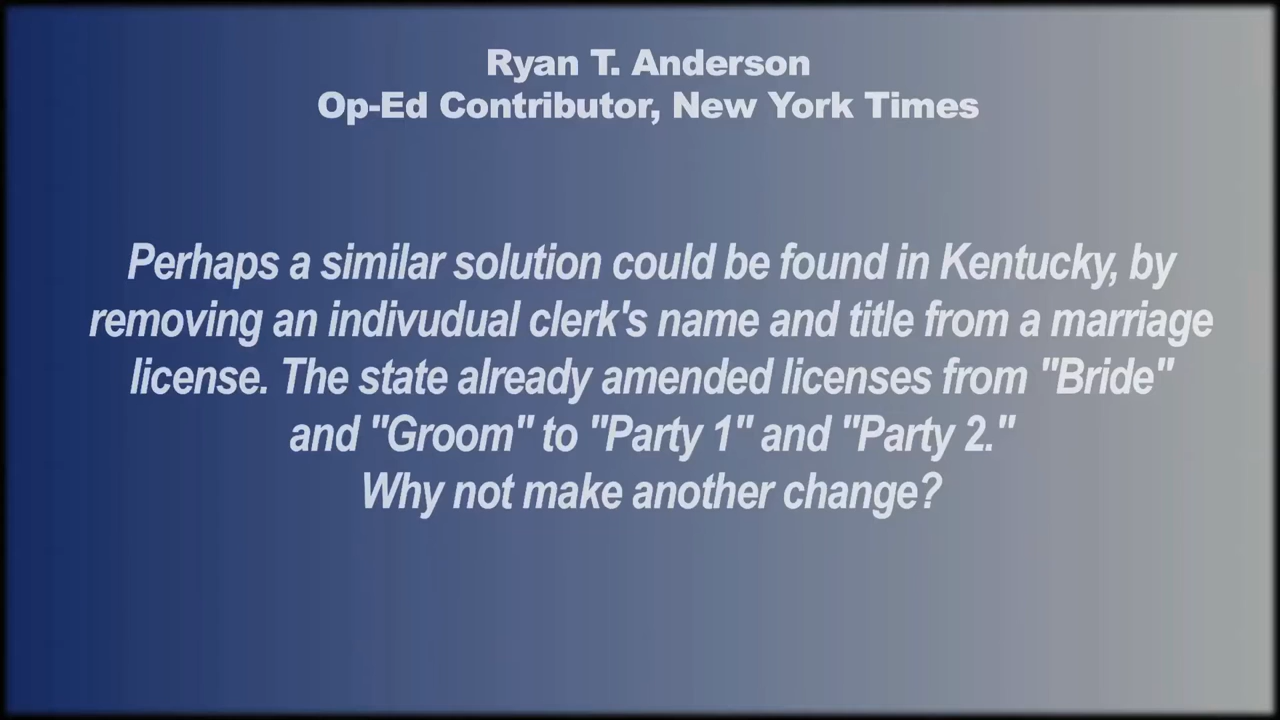 Ryan T. Anderson
Op-Ed Contributor, New York Times
Perhaps a similar solution could be found in Kentucky, by
removing an indivudual clerk's name and title from a marriage
license. The state already amended licenses from "Bride"
and "Groom" to "Party 1" and "Party 2."
Why not make another change?